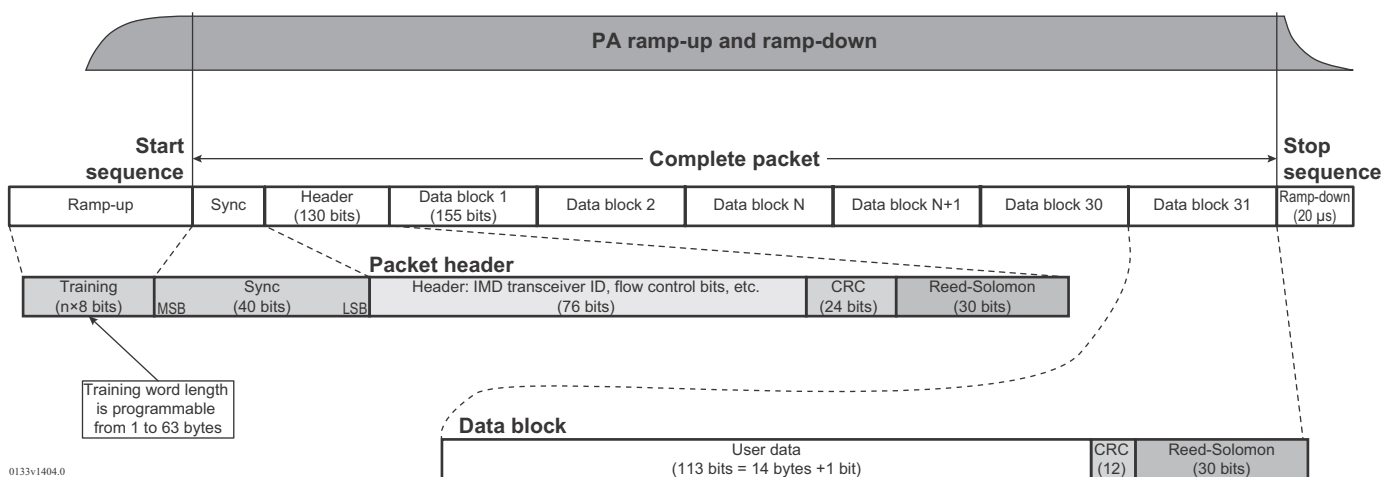 PA ramp-up and ramp-down
Start
sequence
Complete packet
Stop
sequence
Ramp-up
Sync
Header
(130 bits)
Data block 1
(155 bits)
Data block 2
Data block N
Data block N+1
Data block 30
Data block 31
Ramp-down
(20 µs)
Packet header
Training
(n×8 bits)
MSB
Sync
(40 bits)
LSB
Header: IMD transceiver ID, flow control bits, etc.
(76 bits)
CRC
(24 bits)
Reed-Solomon
(30 bits)
Training word length
is programmable
from 1 to 63 bytes
Data block
User data
(113 bits = 14 bytes +1 bit)
CRC
(12)
Reed-Solomon
(30 bits)
0133v1404.0